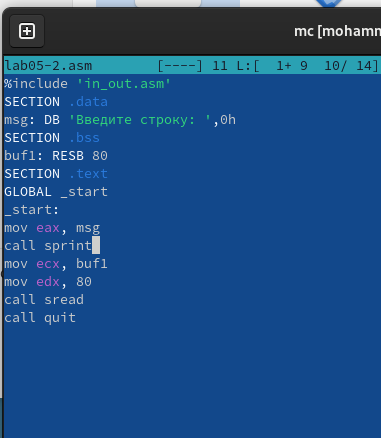 mc [mohamm
lab05-2.asm [----] 11 L:[ 1+ 9 10/ 14]
%include 'in_out.asm'
SECTION .data
msg: DB 'Введите строку: ',0h
SECTION .bss
buf1: RESB 80
SECTION .text
GLOBAL _start
_start:
mov eax, msg
call sprint
mov ecx, buf1
mov edx, 80
call sread
call quit